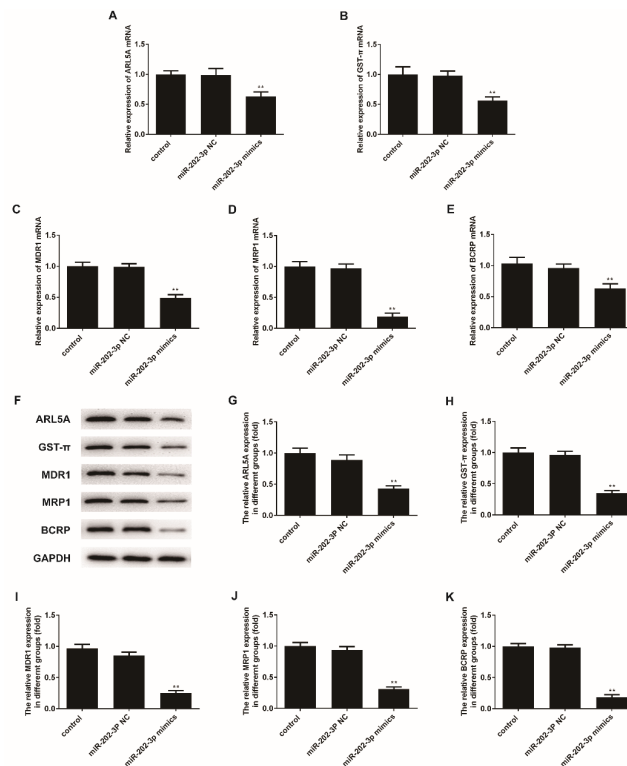 A
Relative expression of ARL5A mRNA
1.5
1.0
0.5
0.0
**
control
miR-202-3p NC
miR-202-3p mimics
B
Relative expression of GST-π mRNA
1.5
1.0
0.5
0.0
**
control
miR-202-3p NC
miR-202-3p mimics
C
Relative expression of MDR1 mRNA
1.5
1.0
0.5
0.0
**
control
miR-202-3p NC
miR-202-3p mimics
D
Relative expression of MRP1 mRNA
1.5
1.0
0.5
0.0
**
control
miR-202-3p NC
miR-202-3p mimics
E
Relative expression of BCRP mRNA
1.5
1.0
0.5
0.0
**
control
miR-202-3p NC
miR-202-3p mimics
F
ARL5A
GST-π
MDR1
MRP1
BCRP
GAPDH
G
The relative ARL5A expression
in differernt groups (fold)
1.5
1.0
0.5
0.0
**
control
miR-202-3P NC
miR-202-3p mimics
H
The relative GST-π expression
in differernt groups (fold)
1.5
1.0
0.5
0.0
**
control
miR-202-3P NC
miR-202-3p mimics
I
The relative MDR1 expression
in differernt groups (fold)
1.5
1.0
0.5
0.0
**
control
miR-202-3P NC
miR-202-3p mimics
J
The relative MRP1 expression
in differernt groups (fold)
1.5
1.0
0.5
0.0
**
control
miR-202-3P NC
miR-202-3p mimics
K
The relative BCRP expression
in differernt groups (fold)
1.5
1.0
0.5
0.0
**
control
miR-202-3P NC
miR-202-3p mimics